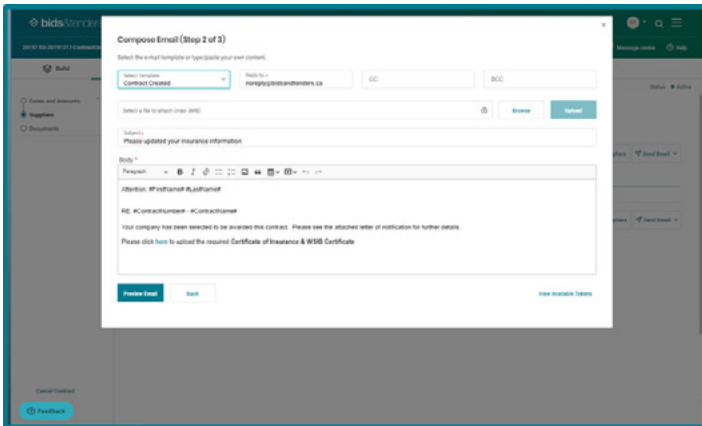 bids&tenders
Message centre
Help
Build
Status Active
Dates and Amounts
Suppliers
Documents
Send Email
Send Email
Cancel Contract
Feedback
Compose Email (Step 2 of 3)
Select the e-mail template or type/paste your own content.
Select template
Contract Created
Reply to
noreply@bidsandtenders.ca
CC:
BCC:
Select a file to attach (max 2MB)
Browse
Upload
Subject
Please updated your insurance information
Body *
Paragraph
B I
Attention: #FirstName# #LastName#
RE: #ContractNumber# - #ContractName#
Your company has been selected to be awarded this contract. Please see the attached letter of notification for further details.
Please click here to upload the required Certificate of Insurance & WSIB Certificate
Preview Email
Back
View Available Tokens